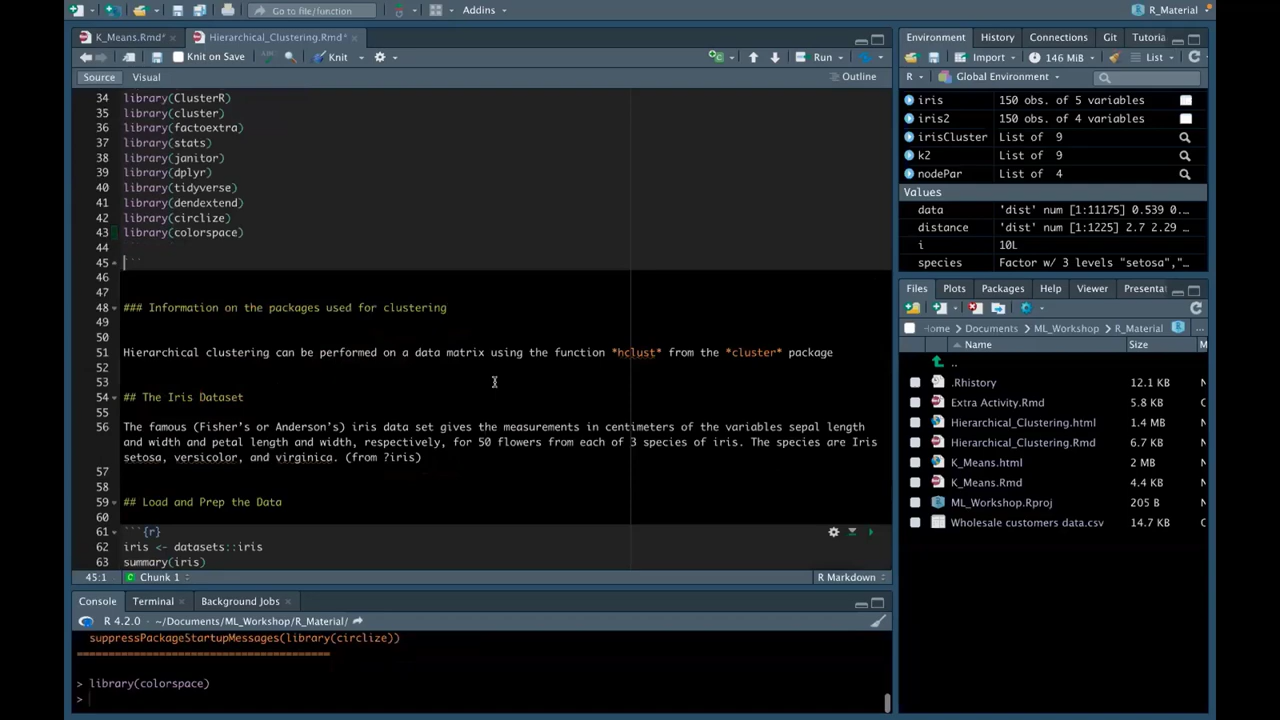 Go to file/function
Addins
R_Material
K_Means.Rmd*
Hierarchical_Clustering.Rmd*
Knit on Save
Knit
Run
Source
Visual
Outline
34 library(ClusterR)
35 library(cluster)
36 library(factoextra)
37 library(stats)
38 library(janitor)
39 library(dplyr)
40 library(tidyverse)
41 library(dendextend)
42 library(circlize)
43 library(colorspace)
44
45 ```
46
47
48 ### Information on the packages used for clustering
49
50
51 Hierarchical clustering can be performed on a data matrix using the function *hclust* from the *cluster* package
52
53
54 ## The Iris Dataset
55
56 The famous (Fisher's or Anderson's) iris data set gives the measurements in centimeters of the variables sepal length
and width and petal length and width, respectively, for 50 flowers from each of 3 species of iris. The species are Iris
setosa, versicolor, and virginica. (from ?iris)
57
58
59 ## Load and Prep the Data
60
61 ```{r}
62 iris <- datasets::iris
63 summary(iris)
45:1 Chunk 1
R Markdown
Console Terminal Background Jobs
R 4.2.0 · ~/Documents/ML_Workshop/R_Material/
suppressPackageStartupMessages(library(circlize))
========================================
> library(colorspace)
>
Environment History Connections Git Tutoria
Import 146 MiB List
R Global Environment
iris 150 obs. of 5 variables
iris2 150 obs. of 4 variables
irisCluster List of 9
k2 List of 9
nodePar List of 4
Values
data 'dist' num [1:11175] 0.539 0…
distance 'dist' num [1:1225] 2.7 2.29 …
i 10L
species Factor w/ 3 levels "setosa","…
Files Plots Packages Help Viewer Presenta
Home Documents ML_Workshop R_Material ...
Name Size M
..
.Rhistory 12.1 KB N
Extra Activity.Rmd 5.8 KB N
Hierarchical_Clustering.html 1.4 MB N
Hierarchical_Clustering.Rmd 6.7 KB N
K_Means.html 2 MB N
K_Means.Rmd 4.4 KB N
ML_Workshop.Rproj 205 B N
Wholesale customers data.csv 14.7 KB N